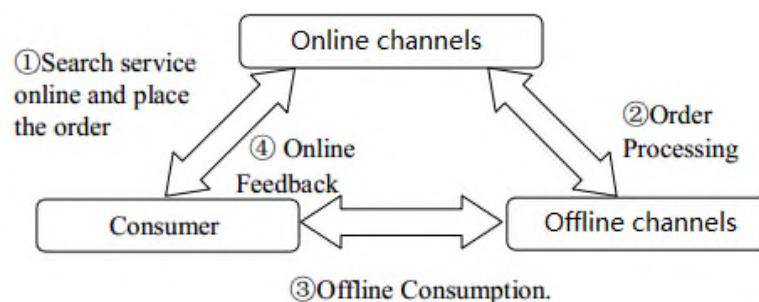 Online channels
①Search service
online and place
the order
②Order
Processing
④ Online
Feedback
Consumer
Offline channels
③Offline Consumption.